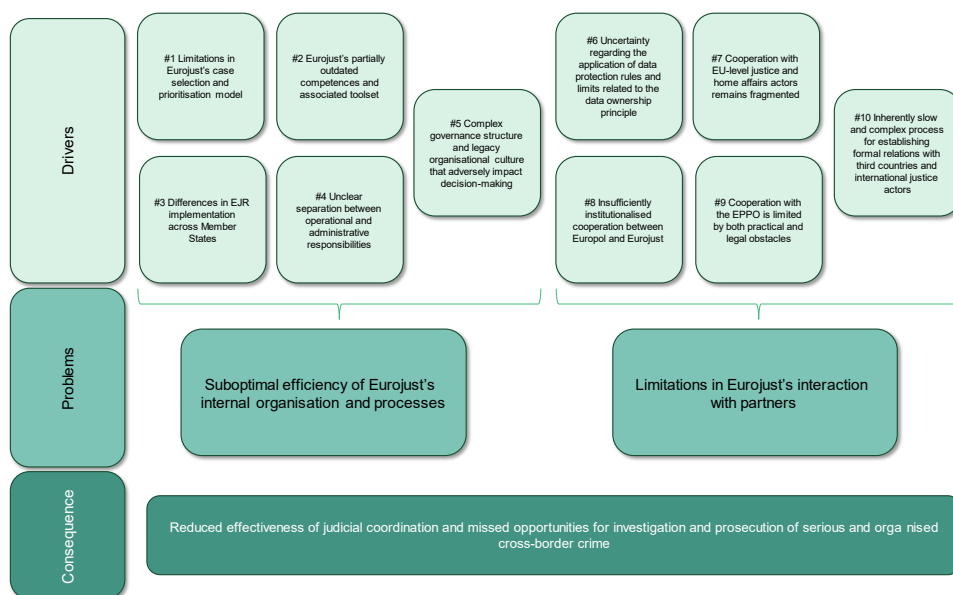 Drivers
#1 Limitations in
Eurojust's case
selection and
prioritisation model
#2 Eurojust's partially
outdated
competences and
associated toolset
#3 Differences in EJR
implementation
across Member
States
#4 Unclear
separation between
operational and
administrative
responsibilities
#5 Complex
governance structure
and legacy
organisational culture
that adversely impact
decision-making
#6 Uncertainty
regarding the
application of data
protection rules and
limits related to the
data ownership
principle
#7 Cooperation with
EU-level justice and
home affairs actors
remains fragmented
#8 Insufficiently
institutionalised
cooperation between
Europol and Eurojust
#9 Cooperation with
the EPPO is limited
by both practical and
legal obstacles
#10 Inherently slow
and complex process
for establishing
formal relations with
third countries and
international justice
actors
Problems
Suboptimal efficiency of Eurojust's
internal organisation and processes
Limitations in Eurojust's interaction
with partners
Consequence
Reduced effectiveness of judicial coordination and missed opportunities for investigation and prosecution of serious and orga nised
cross-border crime